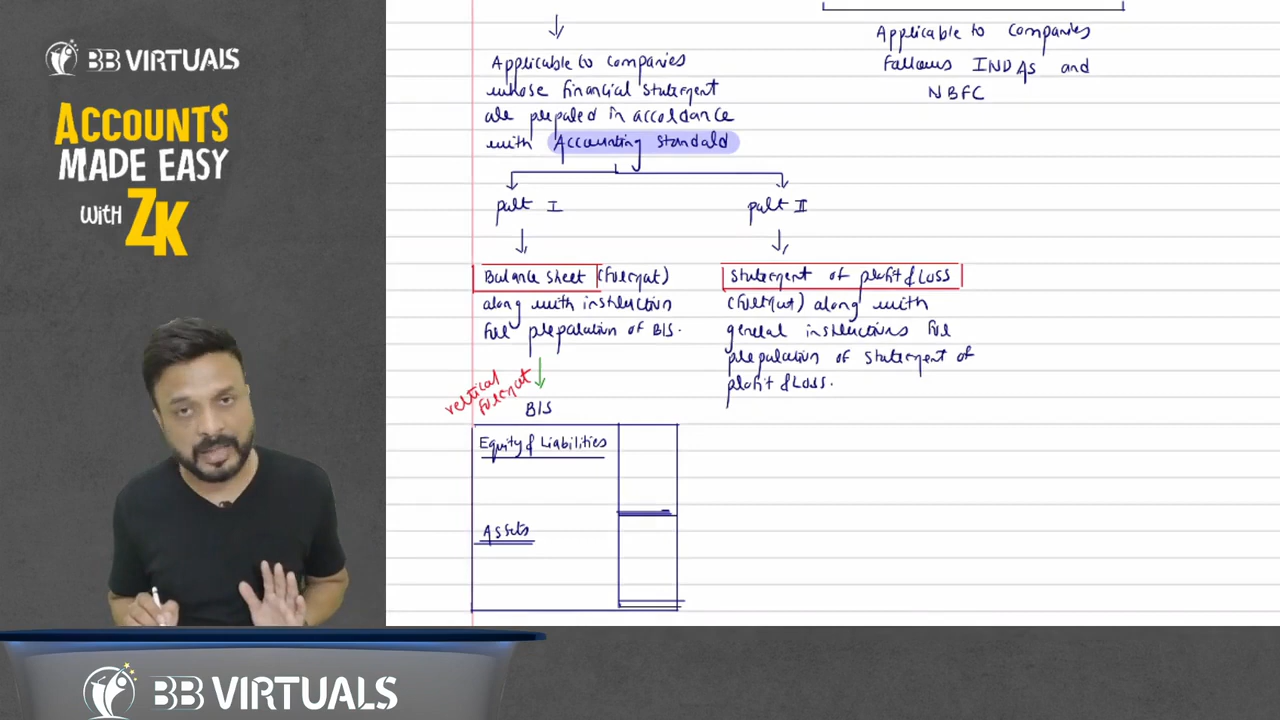 BB VIRTUALS
ACCOUNTS
MADE EASY
WITH ZK
Applicable to companies
whose financial statement
are prepared in accordance
with Accounting standard
Applicable to companies
follows INDAS and
NBFC
part I
part II
Balance sheet (format)
along with instruction
for preparation of B/S.
Statement of profit & Loss
(format) along with
general instructions for
preparation of statement of
profit & Loss.
vertical
format
B/S
Equity & Liabilities
Assets
BB VIRTUALS